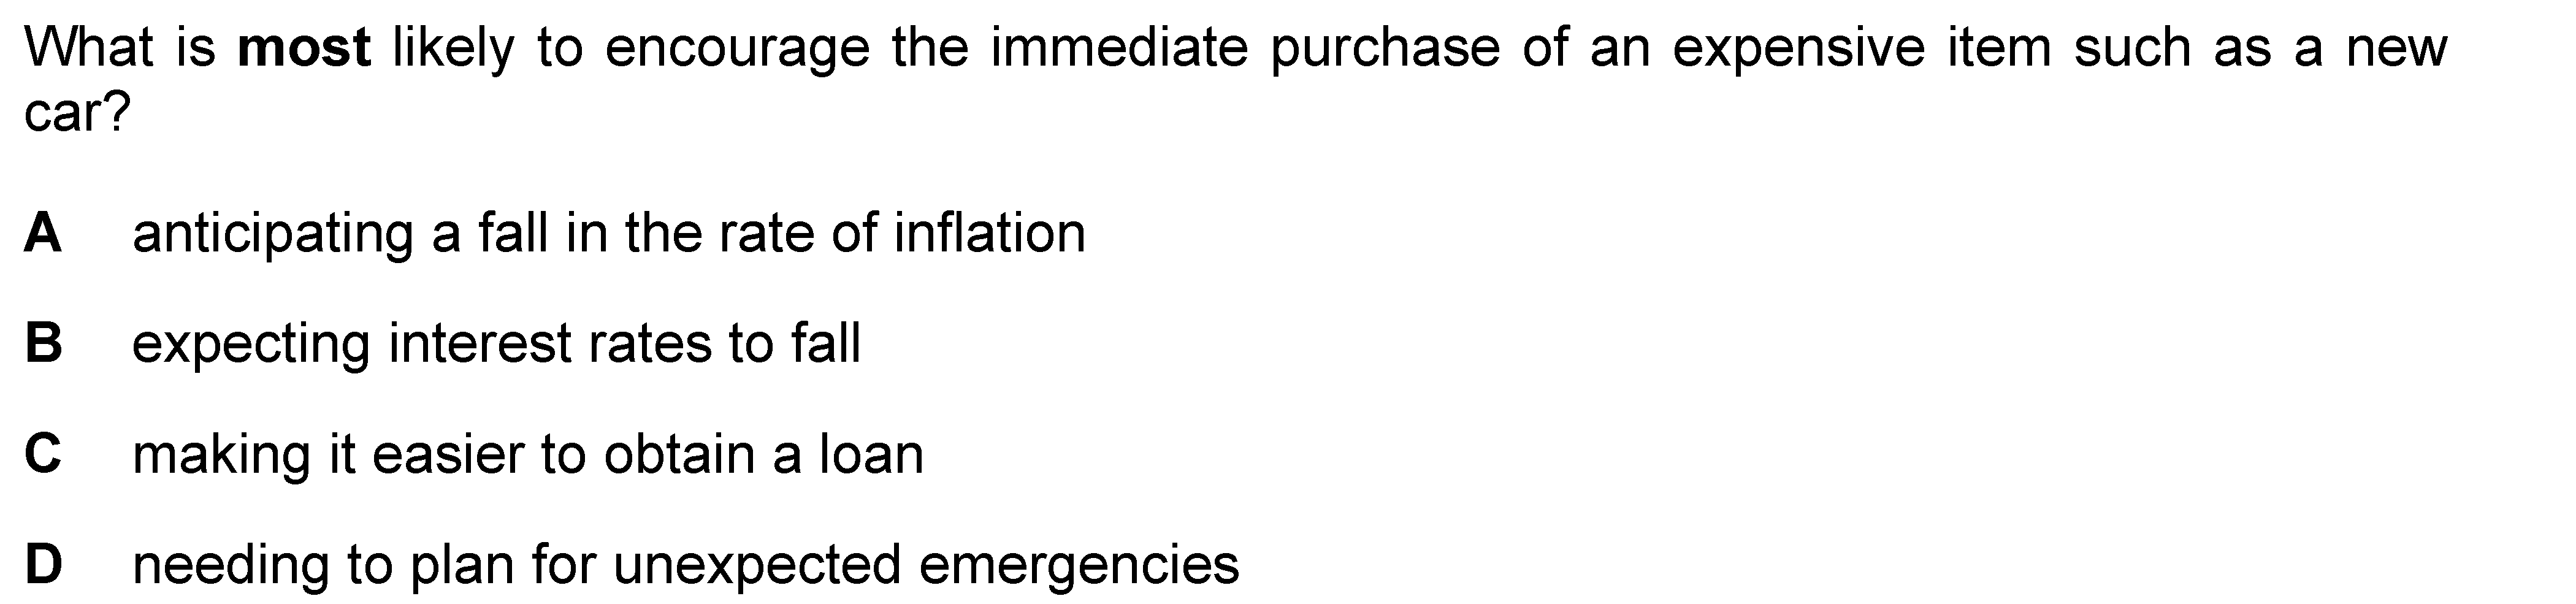 What is most likely to encourage the immediate purchase of an expensive item such as a new
car?
A anticipating a fall in the rate of inflation
B expecting interest rates to fall
C making it easier to obtain a loan
D needing to plan for unexpected emergencies